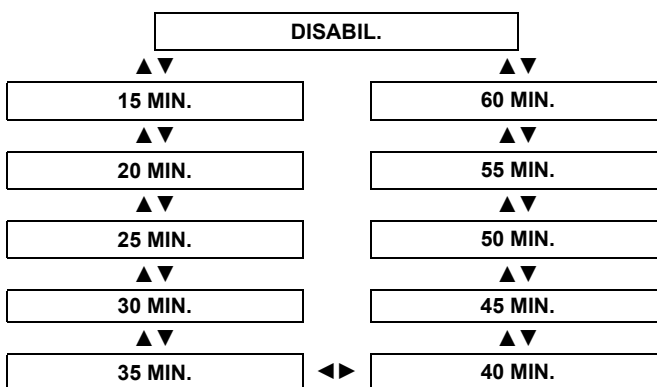 DISABIL.
▲▼ ▲▼
15 MIN. 60 MIN.
▲▼ ▲▼
20 MIN. 55 MIN.
▲▼ ▲▼
25 MIN. 50 MIN.
▲▼ ▲▼
30 MIN. 45 MIN.
▲▼ ▲▼
35 MIN. ◄► 40 MIN.